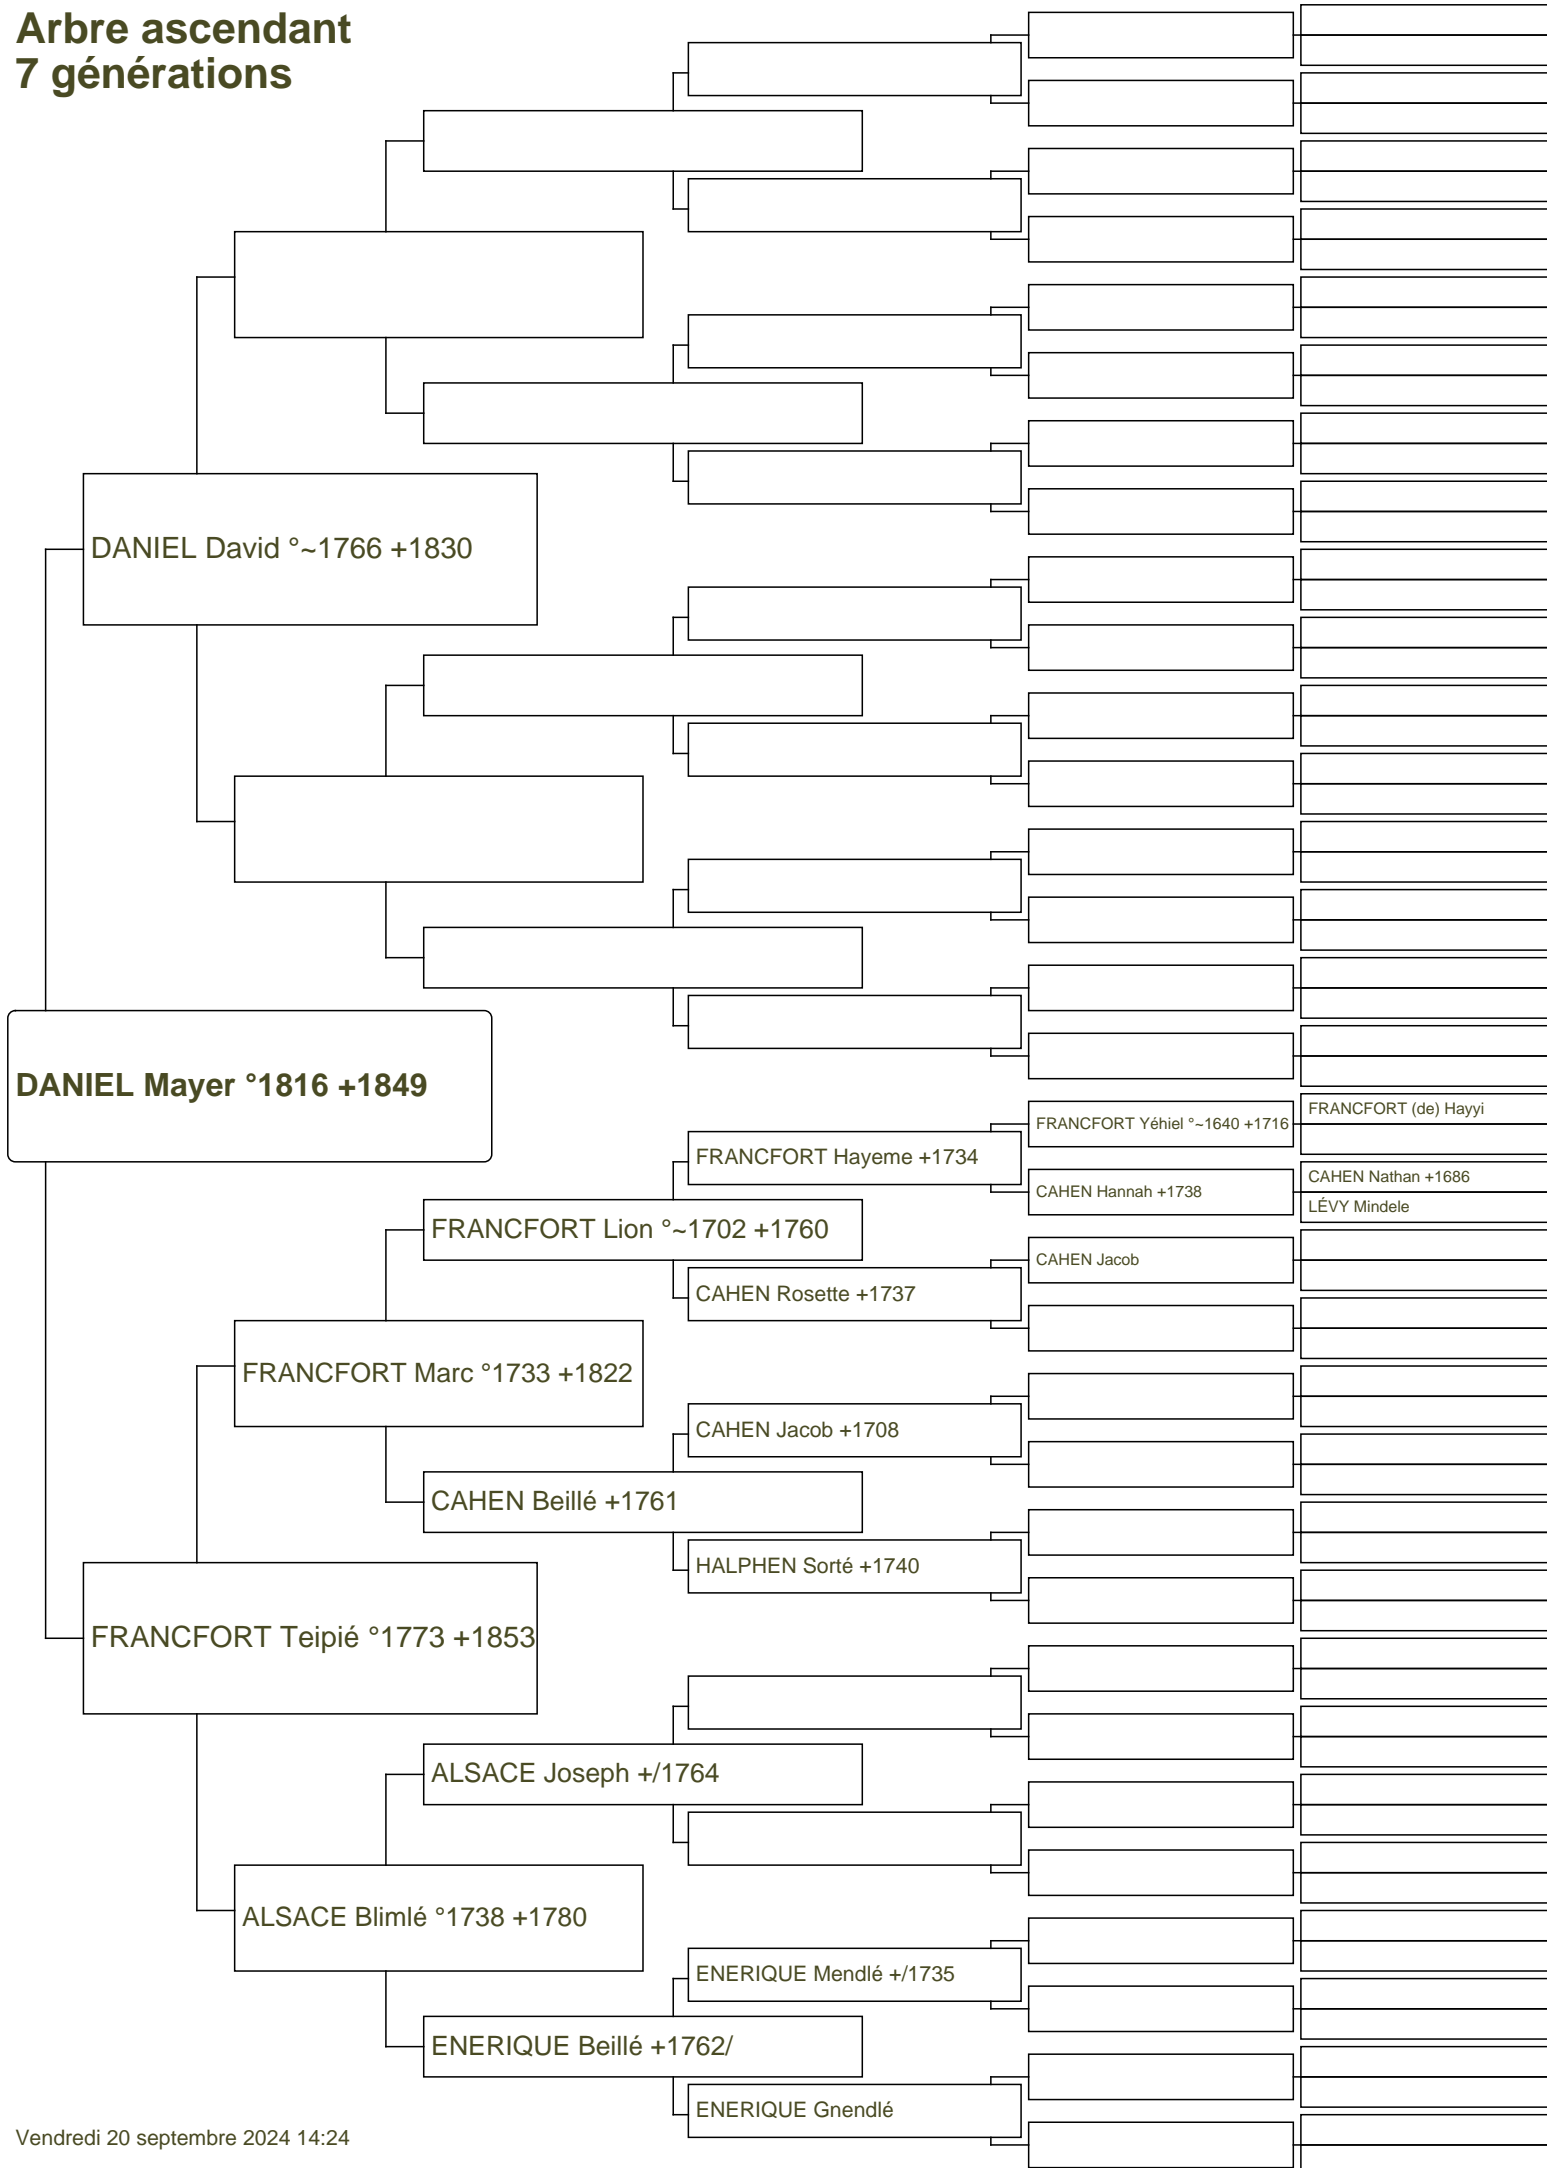 Arbre ascendant
7 générations
DANIEL David °~1766 +1830
DANIEL Mayer °1816 +1849
FRANCFORT (de) Hayyi
FRANCFORT Yéhiel °~1640 +1716
FRANCFORT Hayeme +1734
CAHEN Nathan +1686
CAHEN Hannah +1738
LÉVY Mindele
FRANCFORT Lion °~1702 +1760
CAHEN Jacob
CAHEN Rosette +1737
FRANCFORT Marc °1733 +1822
CAHEN Jacob +1708
CAHEN Beillé +1761
HALPHEN Sorté +1740
FRANCFORT Teipié °1773 +1853
ALSACE Joseph +/1764
ALSACE Blimlé °1738 +1780
ENERIQUE Mendlé +/1735
ENERIQUE Beillé +1762/
ENERIQUE Gnendlé
Vendredi 20 septembre 2024 14:24